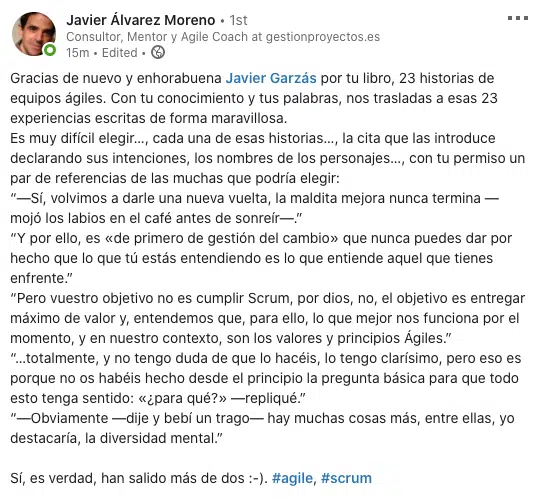 Javier Álvarez Moreno • 1st
Consultor, Mentor y Agile Coach at gestionproyectos.es
15m • Edited •
Gracias de nuevo y enhorabuena Javier Garzás por tu libro, 23 historias de
equipos ágiles. Con tu conocimiento y tus palabras, nos trasladas a esas 23
experiencias escritas de forma maravillosa.
Es muy difícil elegir..., cada una de esas historias..., la cita que las introduce
declarando sus intenciones, los nombres de los personajes..., con tu permiso un
par de referencias de las muchas que podría elegir:
“—Sí, volvimos a darle una nueva vuelta, la maldita mejora nunca termina —
mojó los labios en el café antes de sonreír—.”
“Y por ello, es «de primero de gestión del cambio» que nunca puedes dar por
hecho que lo que tú estás entendiendo es lo que entiende aquel que tienes
enfrente.”
“Pero vuestro objetivo no es cumplir Scrum, por dios, no, el objetivo es entregar
máximo de valor y, entendemos que, para ello, lo que mejor nos funciona por el
momento, y en nuestro contexto, son los valores y principios Ágiles.”
“...totalmente, y no tengo duda de que lo hacéis, lo tengo clarísimo, pero eso es
porque no os habéis hecho desde el principio la pregunta básica para que todo
esto tenga sentido: «¿para qué?» —repliqué.”
“—Obviamente —dije y bebí un trago— hay muchas cosas más, entre ellas, yo
destacaría, la diversidad mental.”
Sí, es verdad, han salido más de dos :-). #agile, #scrum